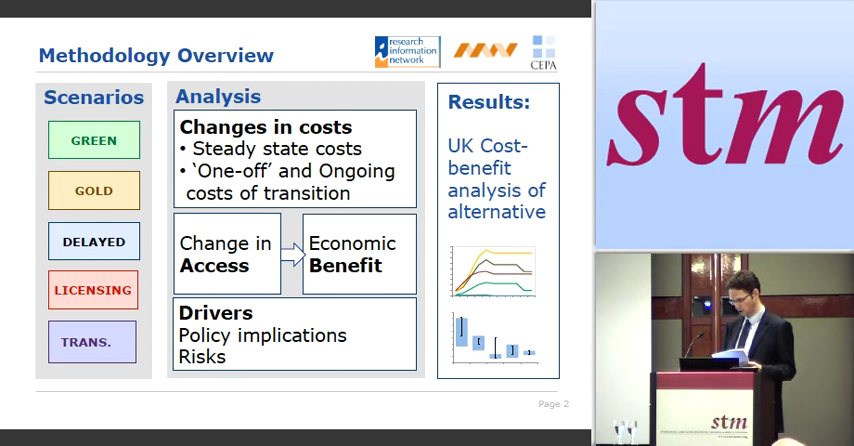 Methodology Overview
research
information
network
CEPA
Scenarios
GREEN
GOLD
DELAYED
LICENSING
TRANS.
Analysis
Changes in costs
• Steady state costs
• ‘One-off’ and Ongoing
costs of transition
Change in
Access
Economic
Benefit
Drivers
Policy implications
Risks
Results:
UK Cost-
benefit
analysis of
alternative
Page 2
stm
stm